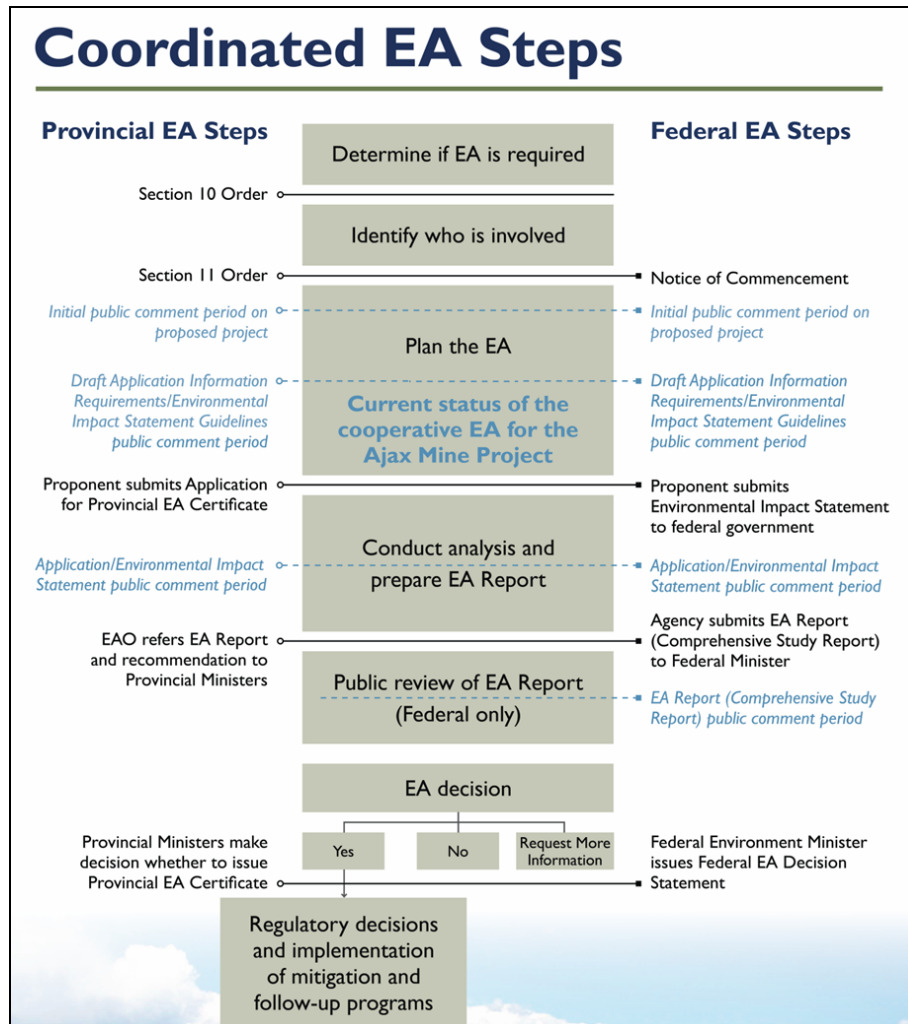 Coordinated EA Steps
Provincial EA Steps
Federal EA Steps
Determine if EA is required
Section 10 Order
Identify who is involved
Section 11 Order
Notice of Commencement
Initial public comment period on
proposed project
Initial public comment period on
proposed project
Plan the EA
Draft Application Information
Requirements/Environmental
Impact Statement Guidelines
public comment period
Current status of the
cooperative EA for the
Ajax Mine Project
Draft Application Information
Requirements/Environmental
Impact Statement Guidelines
public comment period
Proponent submits Application
for Provincial EA Certificate
Proponent submits
Environmental Impact Statement
to federal government
Conduct analysis and
prepare EA Report
Application/Environmental Impact
Statement public comment period
Application/Environmental Impact
Statement public comment period
EAO refers EA Report
and recommendation to
Provincial Ministers
Agency submits EA Report
(Comprehensive Study Report)
to Federal Minister
Public review of EA Report
(Federal only)
EA Report (Comprehensive Study
Report) public comment period
EA decision
Provincial Ministers make
decision whether to issue
Provincial EA Certificate
Yes
No
Request More
Information
Federal Environment Minister
issues Federal EA Decision
Statement
Regulatory decisions
and implementation
of mitigation and
follow-up programs